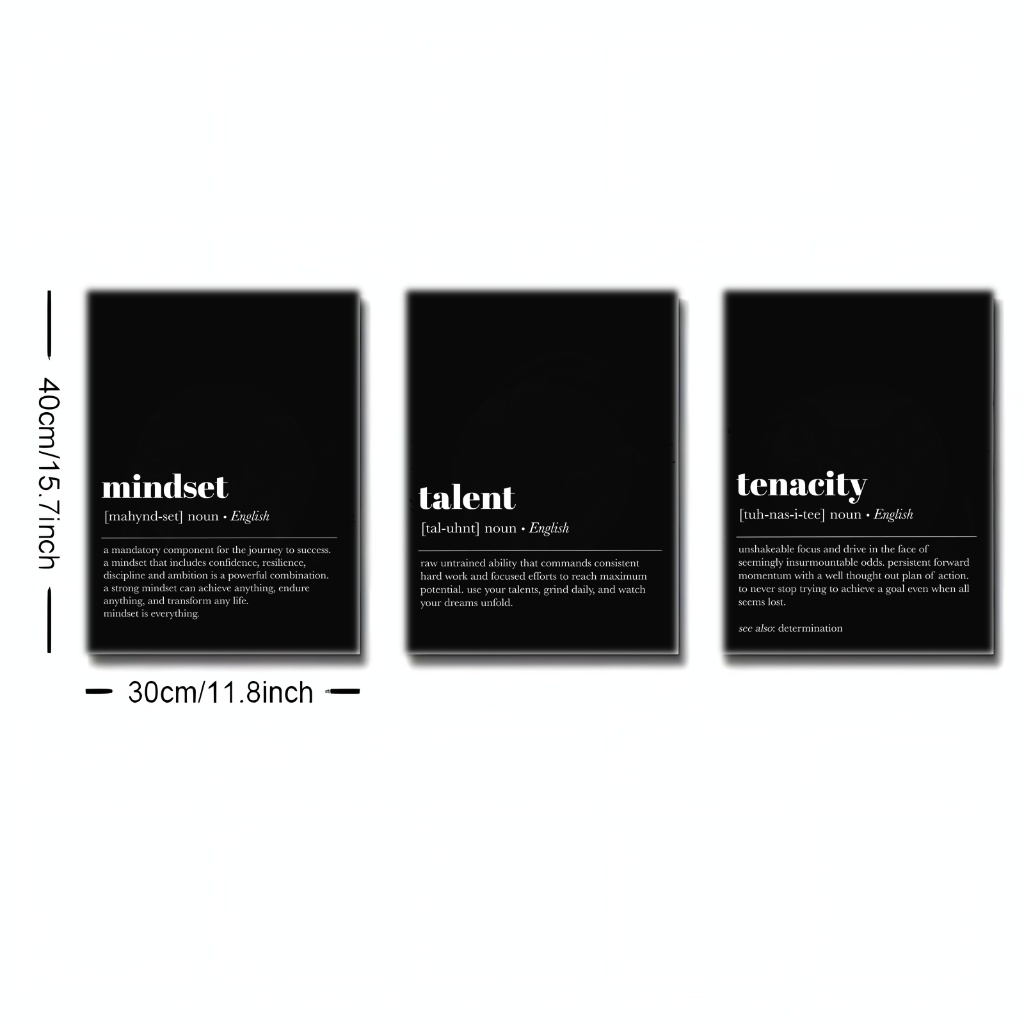 40cm/15.7inch
mindset
[mahynd-set] noun • English
a mandatory component for the journey to success.
a mindset that includes confidence, resilience,
discipline and ambition is a powerful combination.
a strong mindset can achieve anything, endure
anything, and transform any life.
mindset is everything.
30cm/11.8inch
talent
[tal-uhnt] noun • English
raw untrained ability that commands consistent
hard work and focused efforts to reach maximum
potential. use your talents, grind daily, and watch
your dreams unfold.
tenacity
[tuh-nas-i-tee] noun • English
unshakeable focus and drive in the face of
seemingly insurmountable odds. persistent forward
momentum with a well thought out plan of action.
to never stop trying to achieve a goal even when all
seems lost.
see also: determination